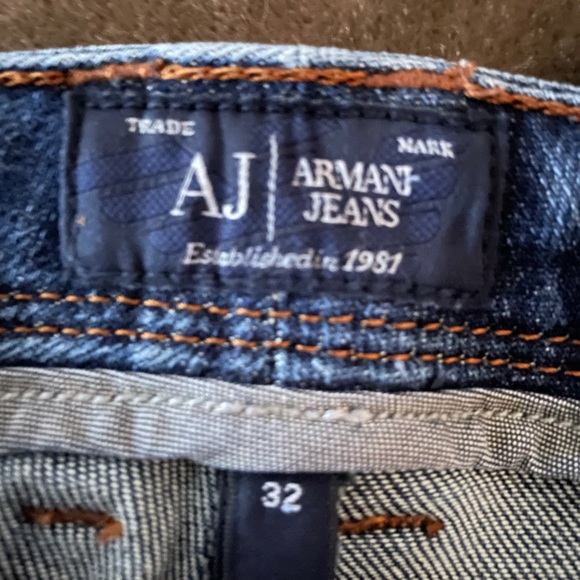 TRADE MARK
AJ ARMANI
JEANS
Established in 1981
32